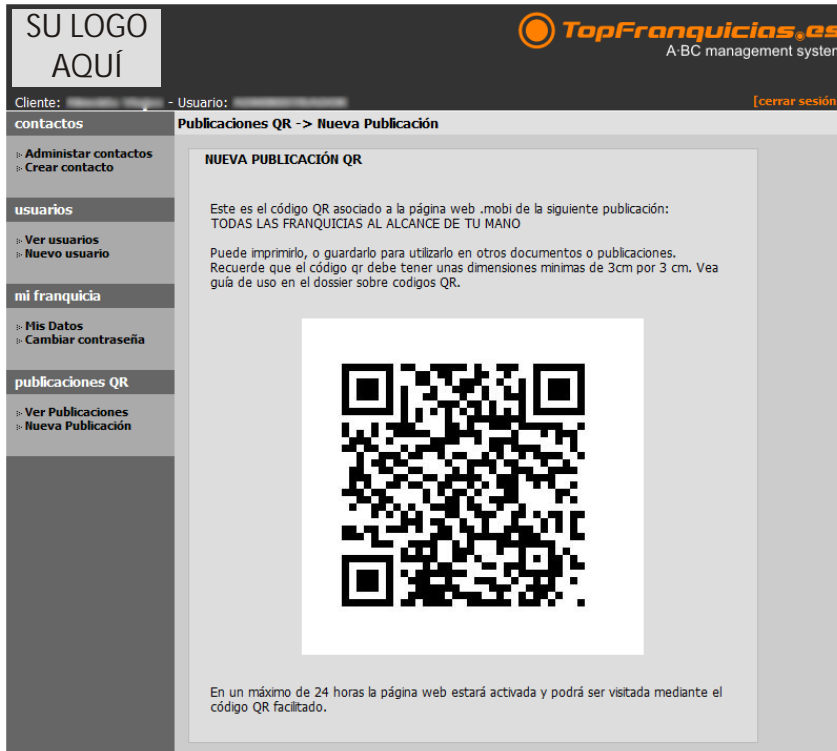 SU LOGO
AQUÍ
TopFranquicias.es
A·BC management system
Cliente: - Usuario:
[cerrar sesión
contactos
Publicaciones QR -> Nueva Publicación
» Administar contactos
» Crear contacto
usuarios
» Ver usuarios
» Nuevo usuario
mi franquicia
» Mis Datos
» Cambiar contraseña
publicaciones QR
» Ver Publicaciones
» Nueva Publicación
NUEVA PUBLICACIÓN QR
Este es el código QR asociado a la página web .mobi de la siguiente publicación:
TODAS LAS FRANQUICIAS AL ALCANCE DE TU MANO
Puede imprimirlo, o guardarlo para utilizarlo en otros documentos o publicaciones.
Recuerde que el código qr debe tener unas dimensiones minimas de 3cm por 3 cm. Vea
guía de uso en el dossier sobre codigos QR.
En un máximo de 24 horas la página web estará activada y podrá ser visitada mediante el
código QR facilitado.